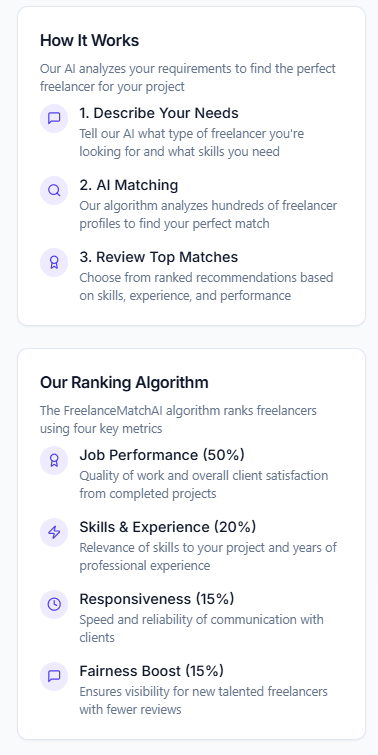 How It Works
Our AI analyzes your requirements to find the perfect
freelancer for your project
1. Describe Your Needs
Tell our AI what type of freelancer you're
looking for and what skills you need
2. AI Matching
Our algorithm analyzes hundreds of freelancer
profiles to find your perfect match
3. Review Top Matches
Choose from ranked recommendations based
on skills, experience, and performance
Our Ranking Algorithm
The FreelanceMatchAI algorithm ranks freelancers
using four key metrics
Job Performance (50%)
Quality of work and overall client satisfaction
from completed projects
Skills & Experience (20%)
Relevance of skills to your project and years of
professional experience
Responsiveness (15%)
Speed and reliability of communication with
clients
Fairness Boost (15%)
Ensures visibility for new talented freelancers
with fewer reviews